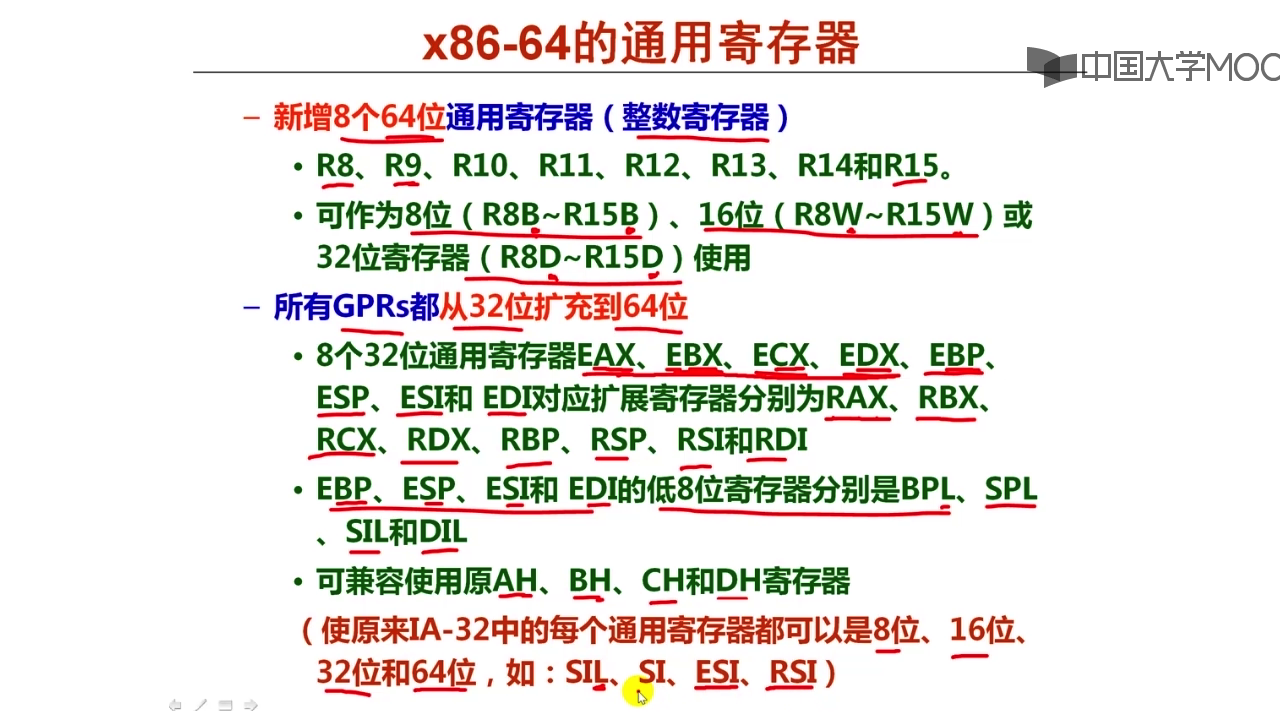 x86-64的通用寄存器
中国大学MOO
– 新增8个64位通用寄存器（整数寄存器）
• R8、R9、R10、R11、R12、R13、R14和R15。
• 可作为8位（R8B~R15B）、16位（R8W~R15W）或
32位寄存器（R8D~R15D）使用
– 所有GPRs都从32位扩充到64位
• 8个32位通用寄存器EAX、EBX、ECX、EDX、EBP、
ESP、ESI和 EDI对应扩展寄存器分别为RAX、RBX、
RCX、RDX、RBP、RSP、RSI和RDI
• EBP、ESP、ESI和 EDI的低8位寄存器分别是BPL、SPL
、SIL和DIL
• 可兼容使用原AH、BH、CH和DH寄存器
（使原来IA-32中的每个通用寄存器都可以是8位、16位、
32位和64位，如：SIL、SI、ESI、RSI）